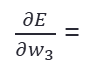 ∂E/∂w₃ =